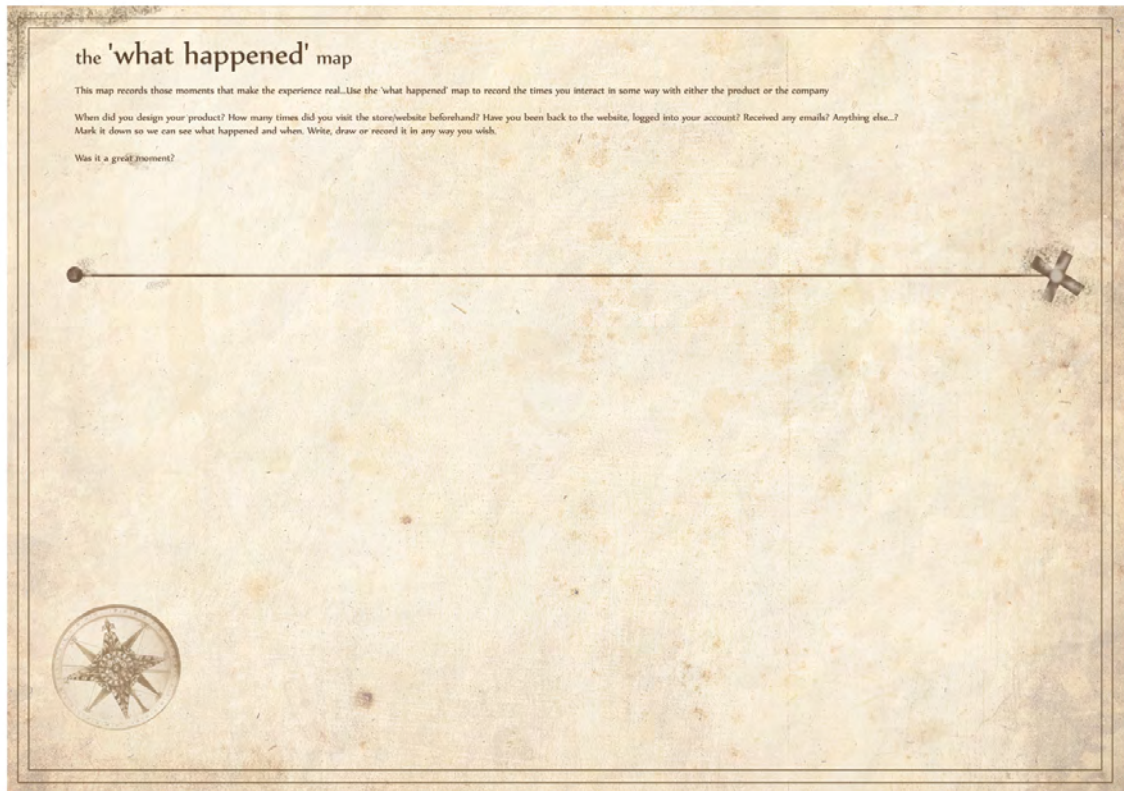 the 'what happened' map
This map records those moments that make the experience real...Use the 'what happened' map to record the times you interact in some way with either the product or the company
When did you design your product? How many times did you visit the store/website beforehand? Have you been back to the website, logged into your account? Received any emails? Anything else...?
Mark it down so we can see what happened and when. Write, draw or record it in any way you wish.
Was it a great moment?